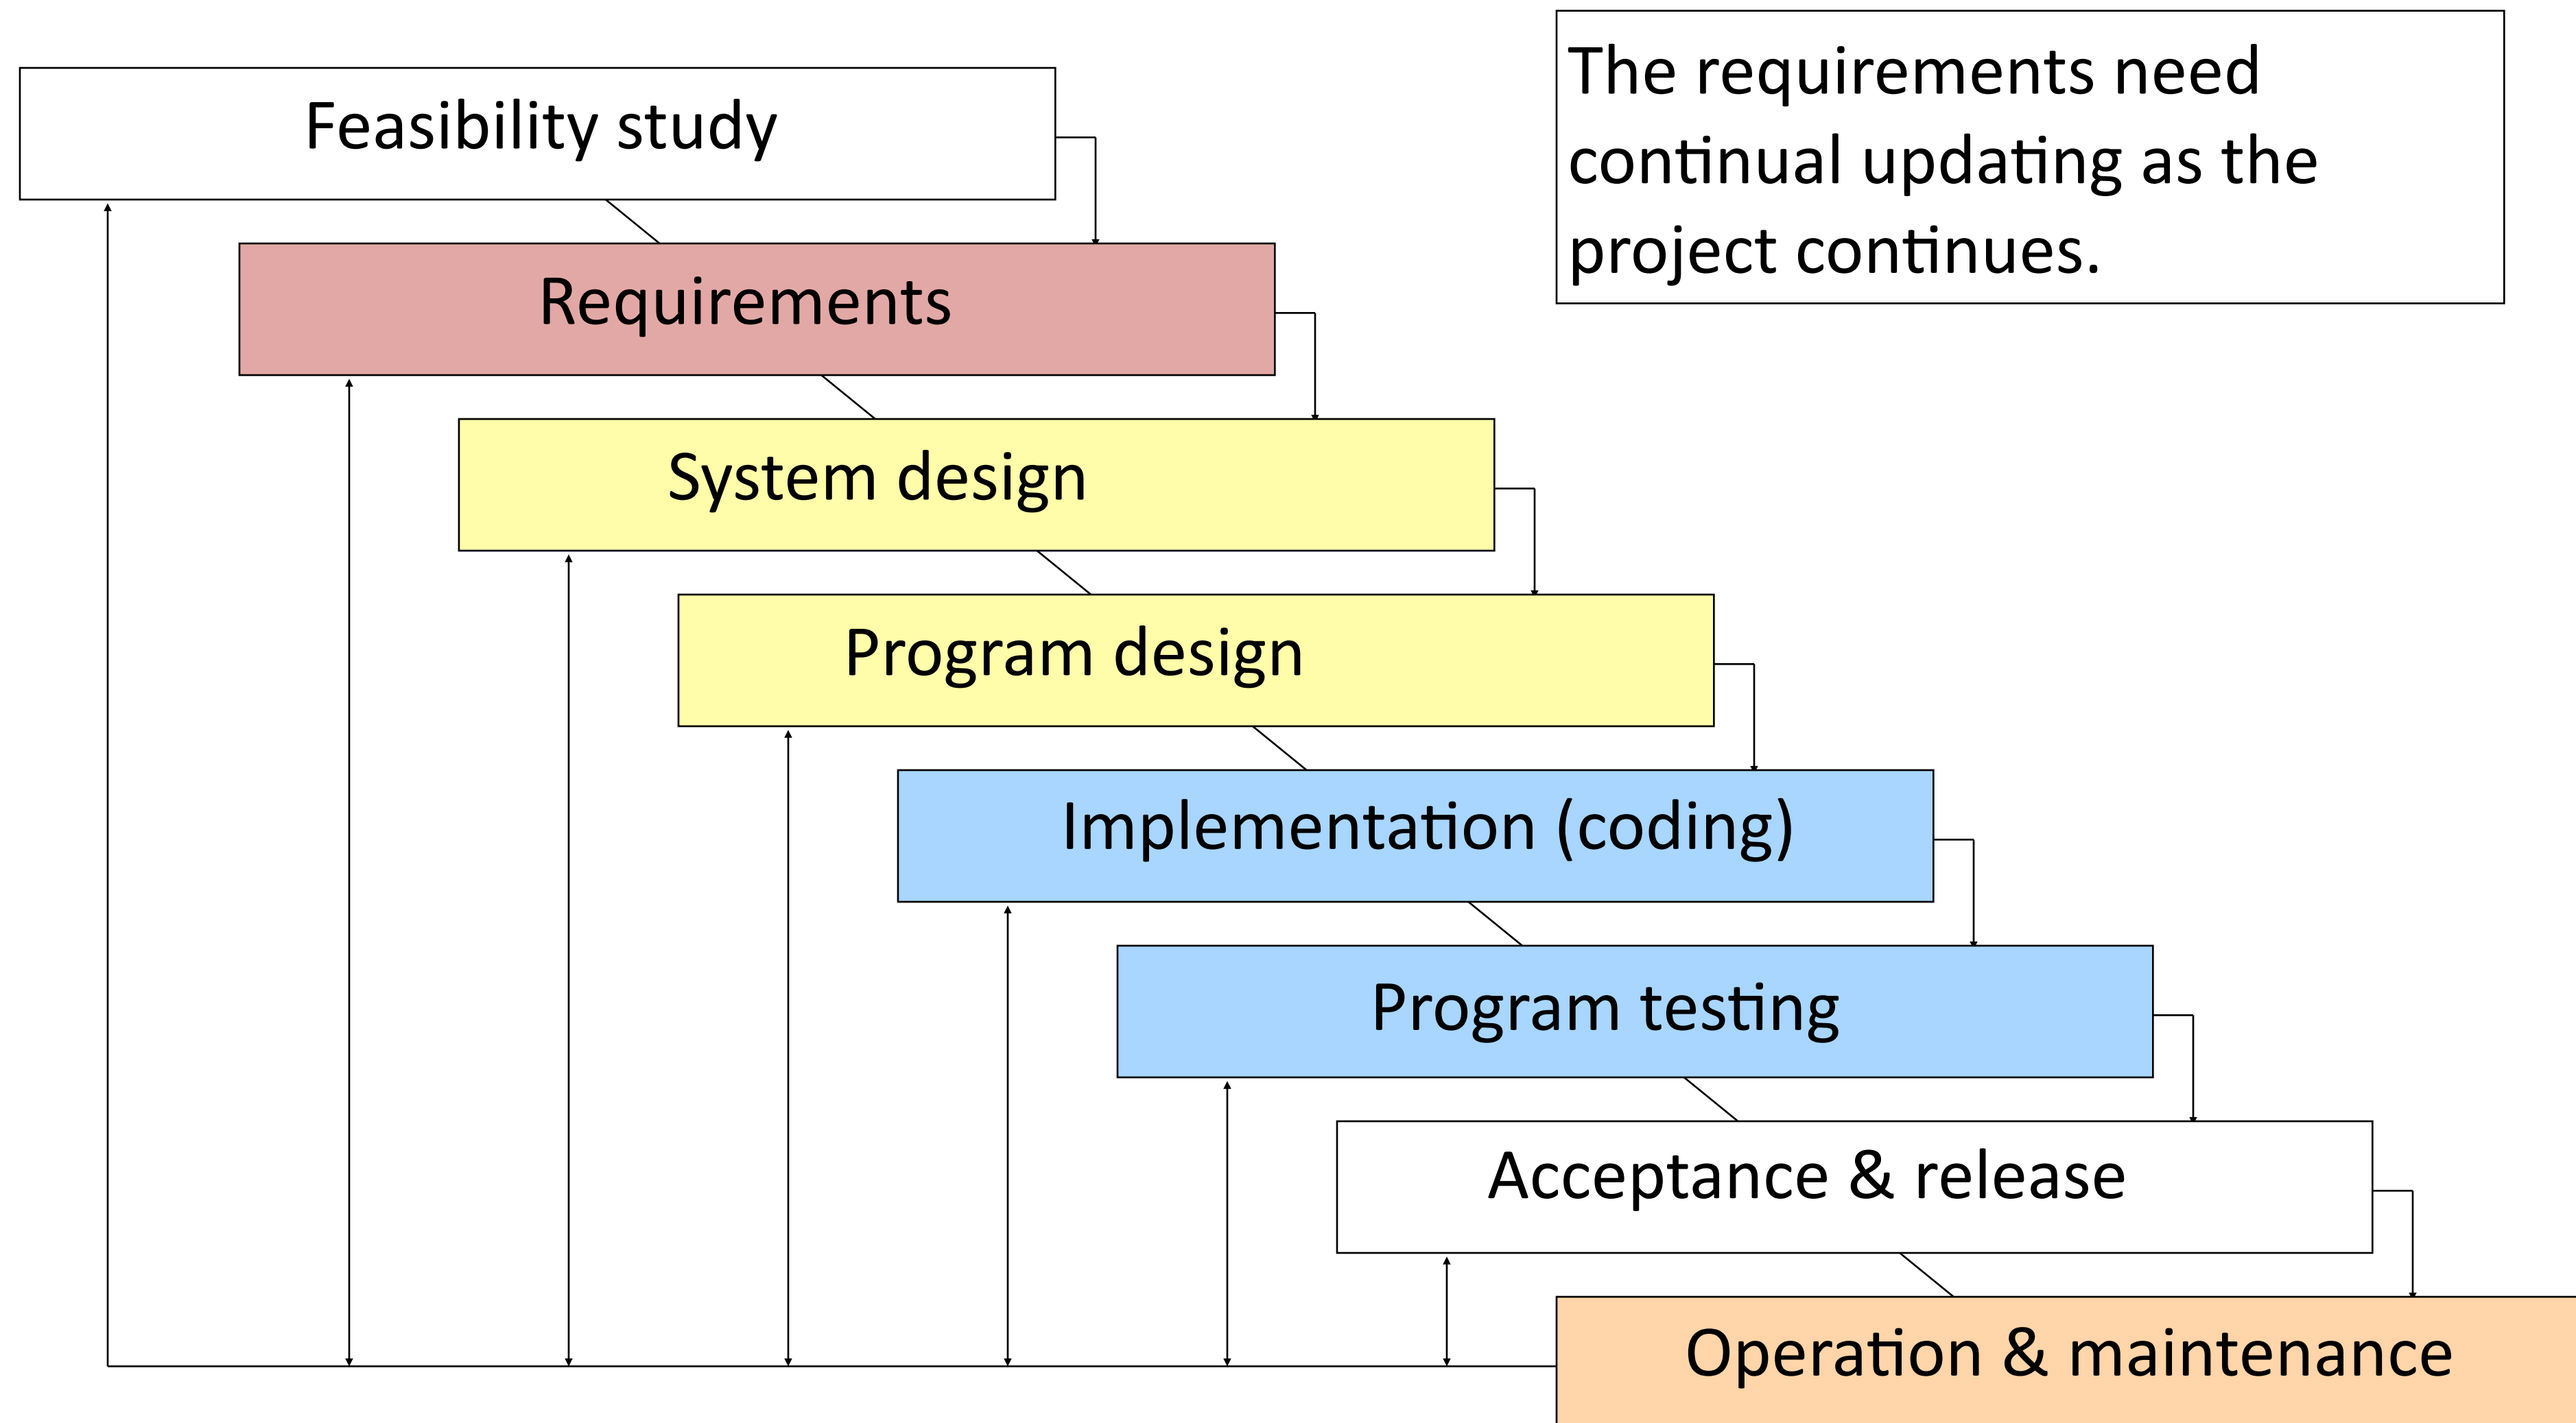 Feasibility study
The requirements need
continual updating as the
project continues.
Requirements
System design
Program design
Implementation (coding)
Program testing
Acceptance & release
Operation & maintenance